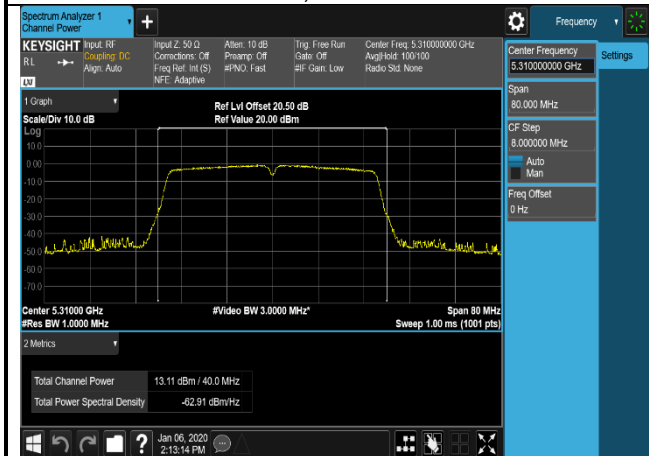 Spectrum Analyzer 1
Channel Power
Frequency
KEYSIGHT
RL
LXI
Input: RF
Coupling: DC
Align: Auto
Input Z: 50 Ω
Corrections: Off
Freq Ref: Int (S)
NFE: Adaptive
Atten: 10 dB
Preamp: Off
#PNO: Fast
Trig: Free Run
Gate: Off
#IF Gain: Low
Center Freq: 5.310000000 GHz
Avg|Hold: 100/100
Radio Std: None
Center Frequency
5.310000000 GHz
Settings
Span
80.000 MHz
CF Step
8.000000 MHz
Auto
Man
Freq Offset
0 Hz
1 Graph
Scale/Div 10.0 dB
Ref Lvl Offset 20.50 dB
Ref Value 20.00 dBm
Log
10.0
0.00
-10.0
-20.0
-30.0
-40.0
-50.0
-60.0
-70.0
Center 5.31000 GHz
#Video BW 3.0000 MHz*
Span 80 MHz
#Res BW 1.0000 MHz
Sweep 1.00 ms (1001 pts)
2 Metrics
Total Channel Power 13.11 dBm / 40.0 MHz
Total Power Spectral Density -62.91 dBm/Hz
Jan 06, 2020
2:13:14 PM